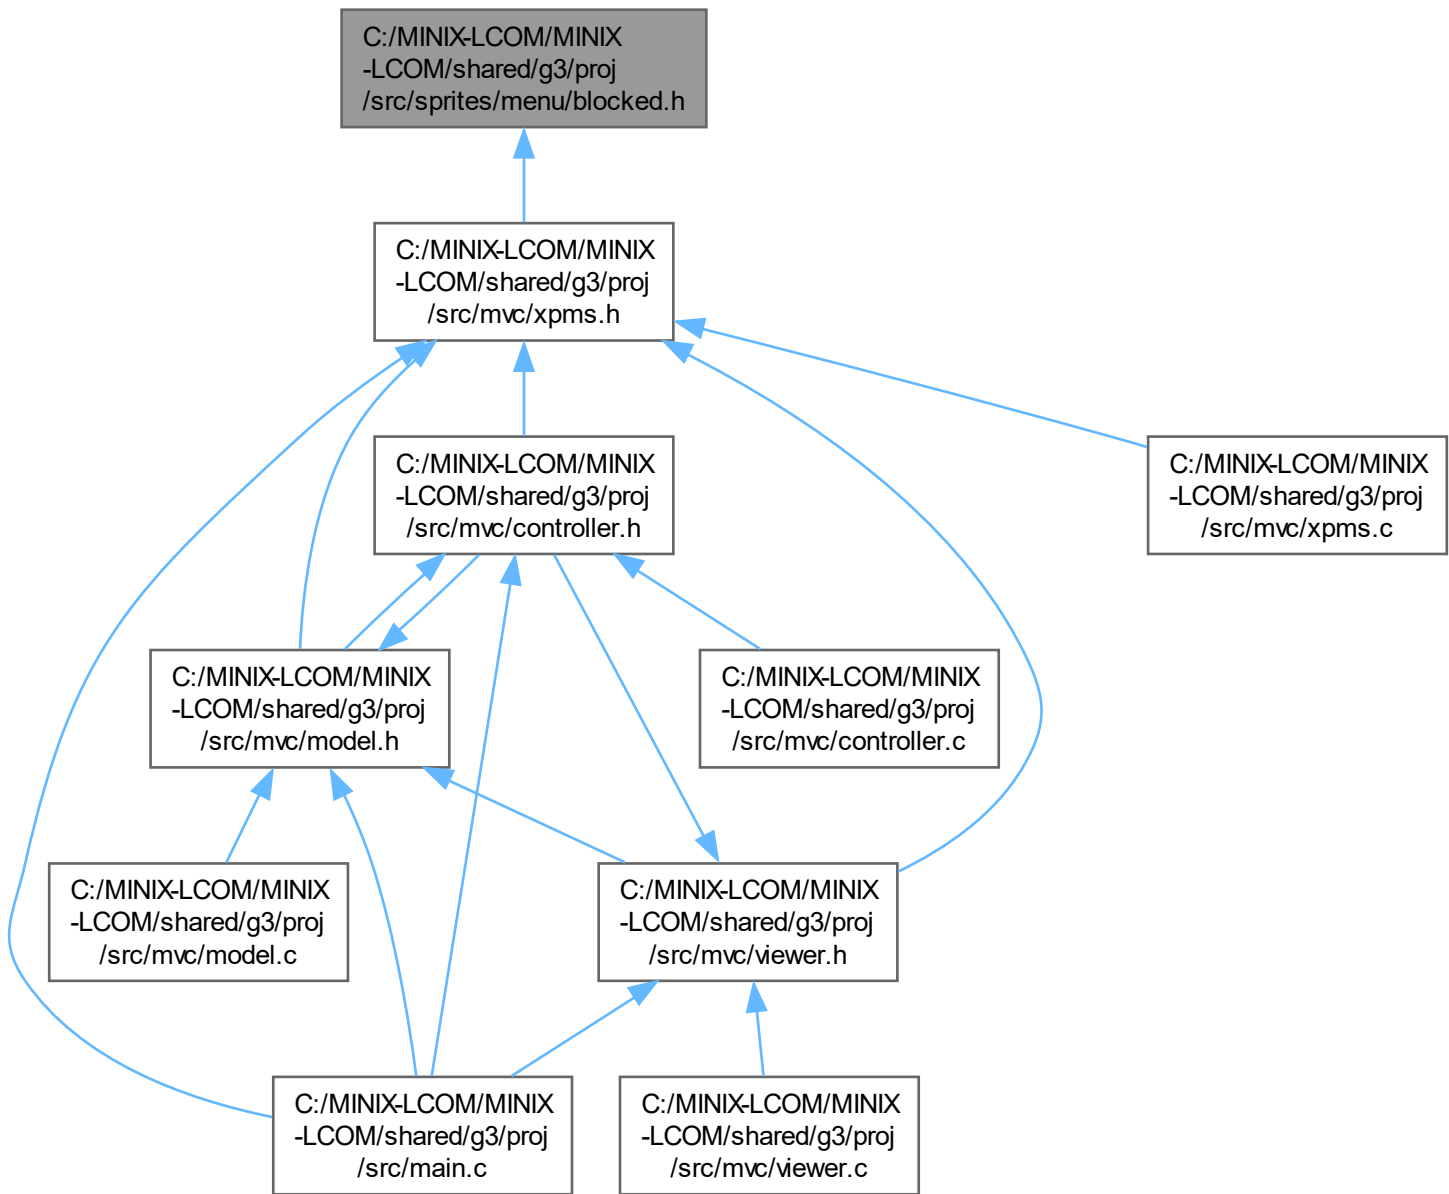 C:/MINIX-LCOM/MINIX
-LCOM/shared/g3/proj
/src/sprites/menu/blocked.h
C:/MINIX-LCOM/MINIX
-LCOM/shared/g3/proj
/src/mvc/xpms.h
C:/MINIX-LCOM/MINIX
-LCOM/shared/g3/proj
/src/mvc/controller.h
C:/MINIX-LCOM/MINIX
-LCOM/shared/g3/proj
/src/mvc/xpms.c
C:/MINIX-LCOM/MINIX
-LCOM/shared/g3/proj
/src/mvc/model.h
C:/MINIX-LCOM/MINIX
-LCOM/shared/g3/proj
/src/mvc/controller.c
C:/MINIX-LCOM/MINIX
-LCOM/shared/g3/proj
/src/mvc/model.c
C:/MINIX-LCOM/MINIX
-LCOM/shared/g3/proj
/src/mvc/viewer.h
C:/MINIX-LCOM/MINIX
-LCOM/shared/g3/proj
/src/main.c
C:/MINIX-LCOM/MINIX
-LCOM/shared/g3/proj
/src/mvc/viewer.c